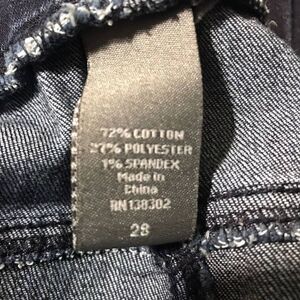 72% COTTON
27% POLYESTER
1% SPANDEX
Made in
China
RN 138302
28